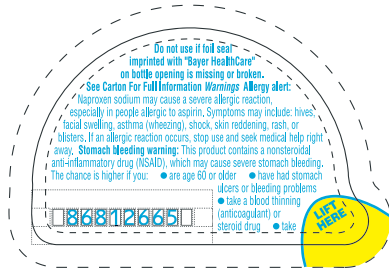 Do not use if foil seal
imprinted with "Bayer HealthCare"
on bottle opening is missing or broken.
See Carton For Full Information Warnings Allergy alert:
Naproxen sodium may cause a severe allergic reaction,
especially in people allergic to aspirin. Symptoms may include: hives,
facial swelling, asthma (wheezing), shock, skin reddening, rash, or
blisters. If an allergic reaction occurs, stop use and seek medical help right
away. Stomach bleeding warning: This product contains a nonsteroidal
anti-inflammatory drug (NSAID), which may cause severe stomach bleeding.
The chance is higher if you: • are age 60 or older • have had stomach
ulcers or bleeding problems
• take a blood thinning
(anticoagulant) or
steroid drug • take
86812665
LIFT
HERE